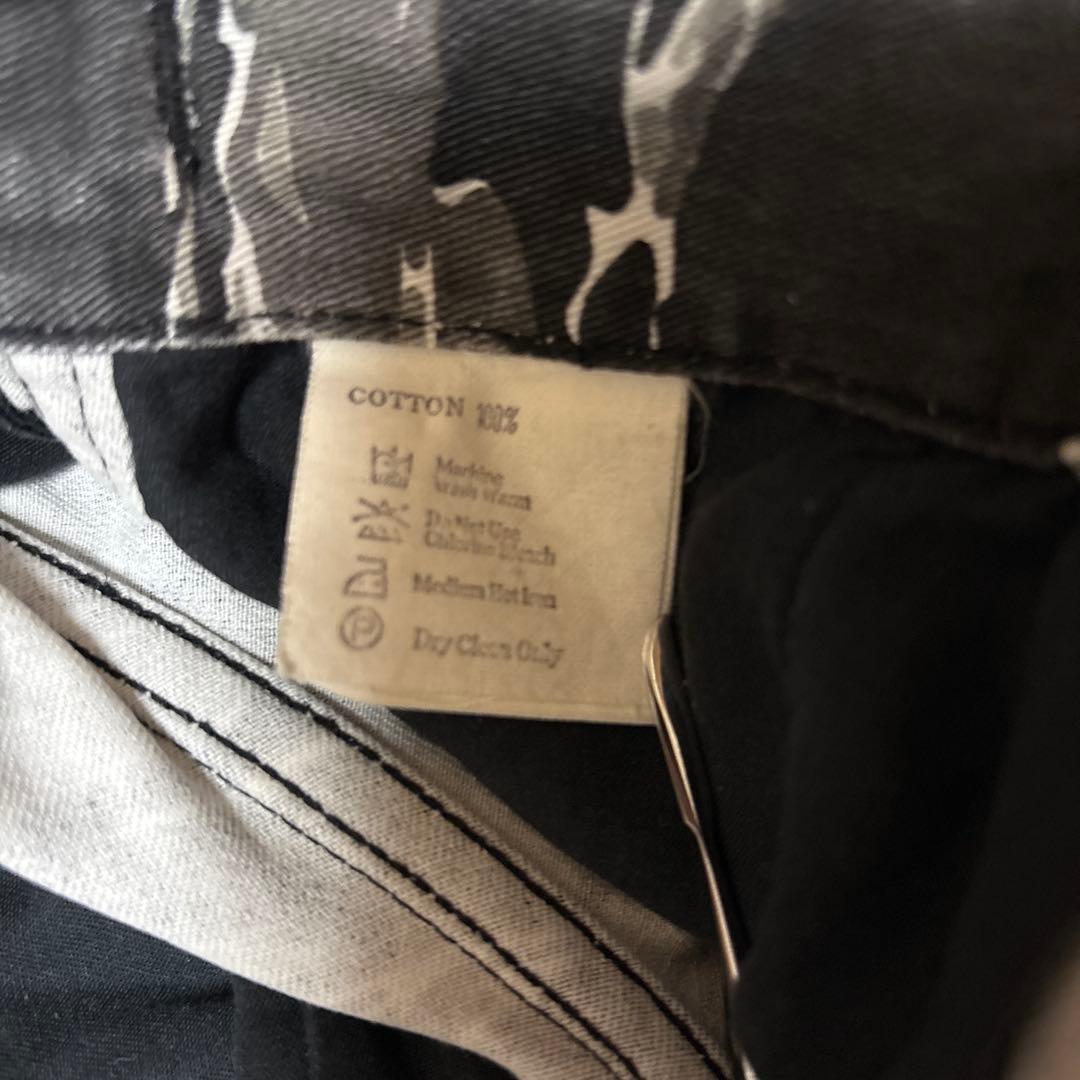 COTTON 100%
Machine
Wash Warm
Do Not Use
Chlorine Bleach
Medium Hot Iron
P
Dry Clean Only